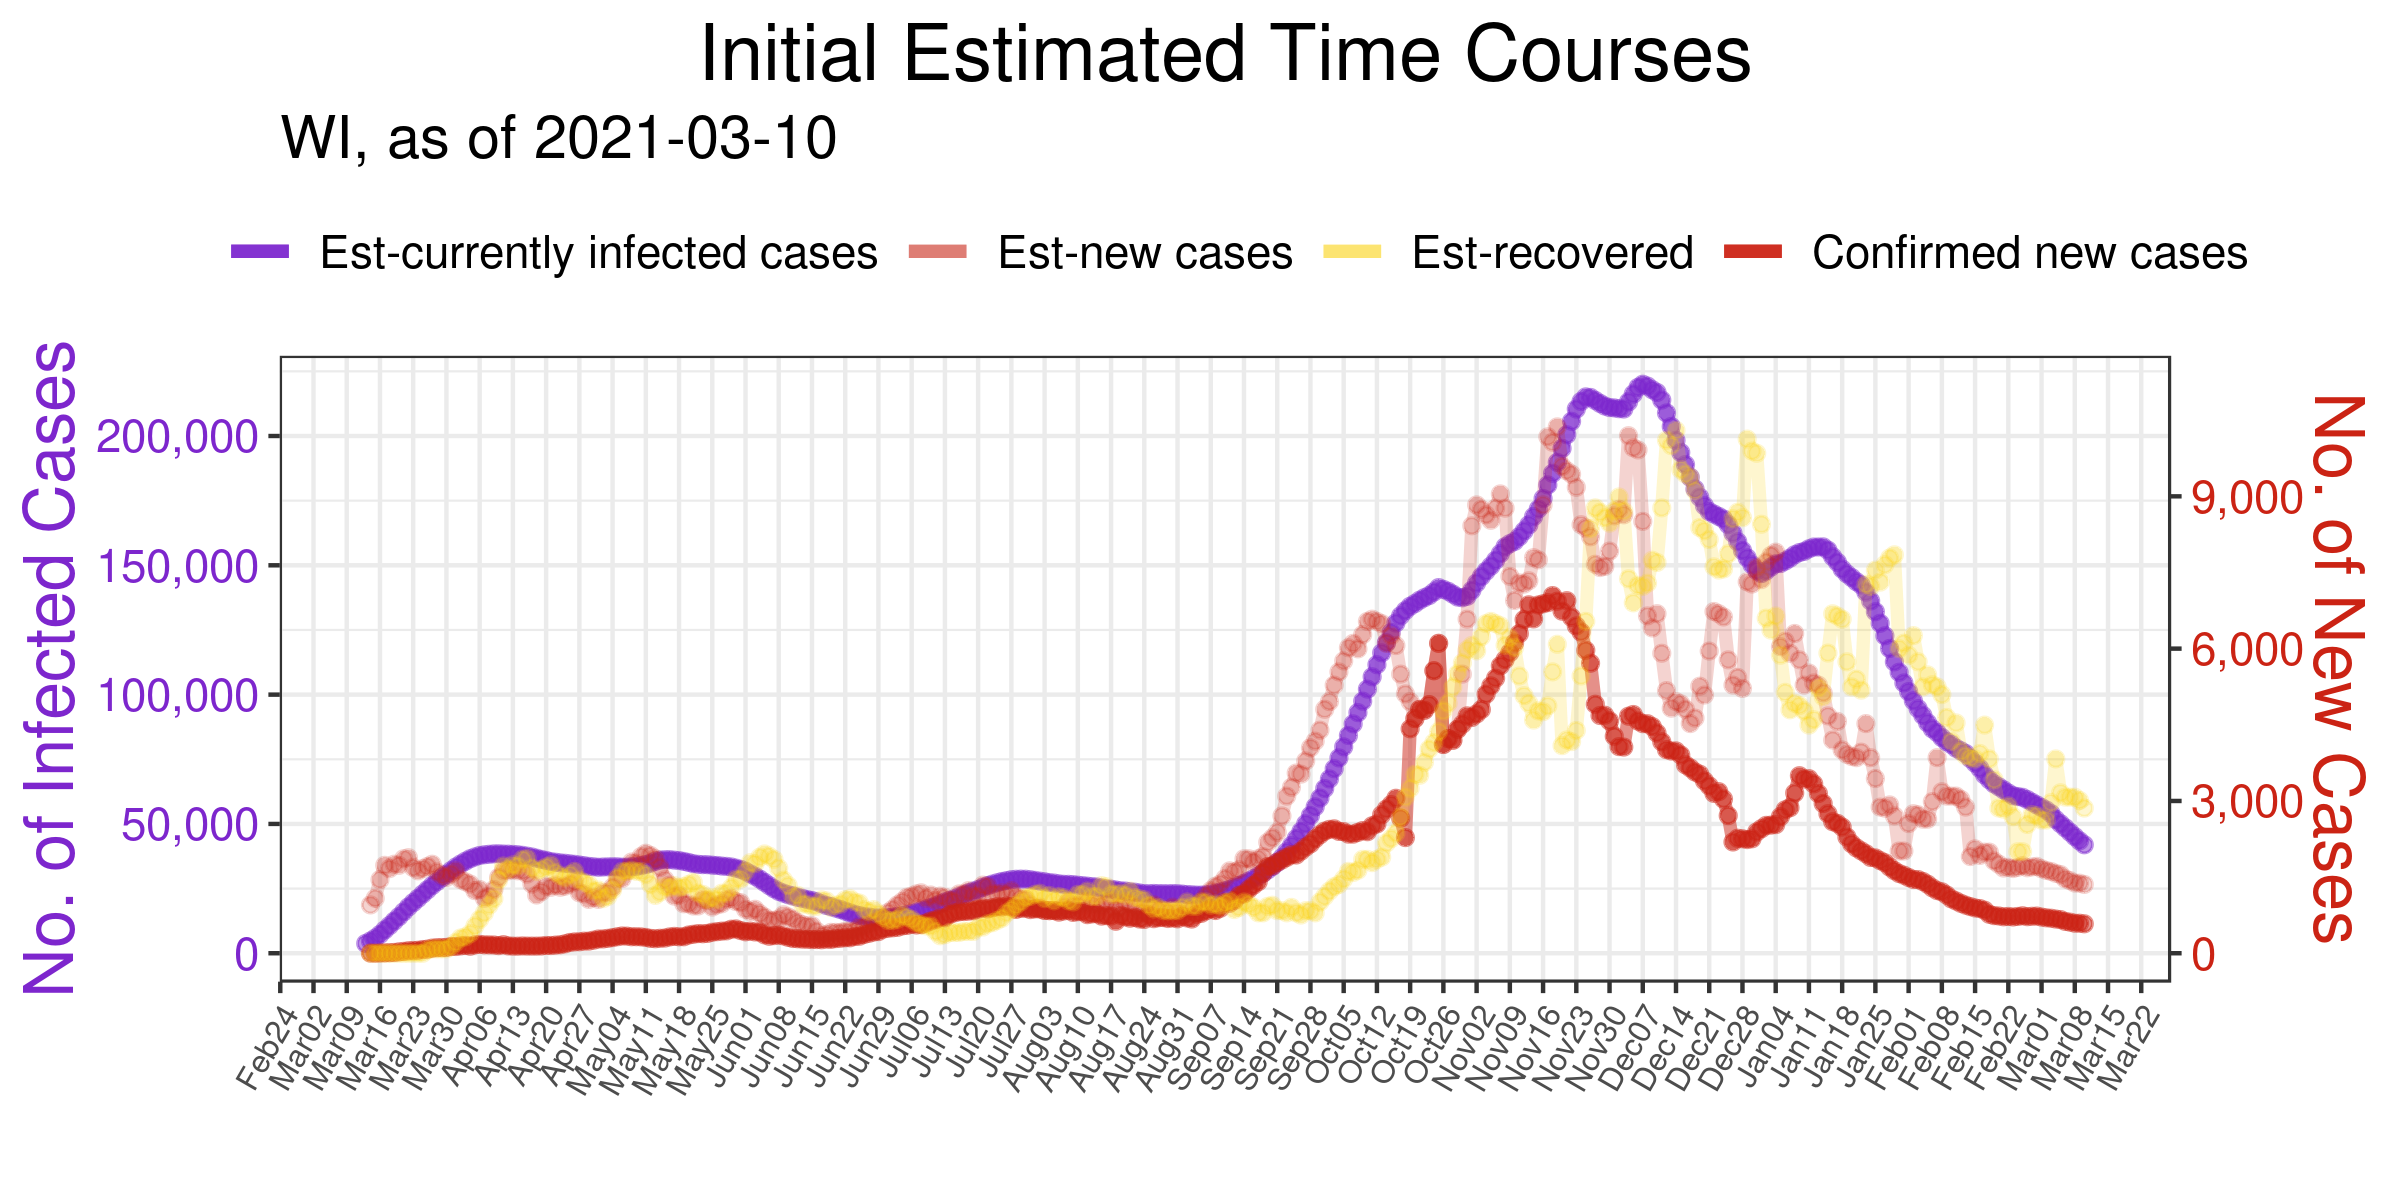 Initial Estimated Time Courses
WI, as of 2021-03-10
Est-currently infected cases Est-new cases Est-recovered Confirmed new cases
No. of Infected Cases
200,000
150,000
100,000
50,000
0
9,000
6,000
3,000
0
No. of New Cases
Feb24 Mar02 Mar09 Mar16 Mar23 Mar30 Apr06 Apr13 Apr20 Apr27 May04 May11 May18 May25 Jun01 Jun08 Jun15 Jun22 Jun29 Jul06 Jul13 Jul20 Jul27 Aug03 Aug10 Aug17 Aug24 Aug31 Sep07 Sep14 Sep21 Sep28 Oct05 Oct12 Oct19 Oct26 Nov02 Nov09 Nov16 Nov23 Nov30 Dec07 Dec14 Dec21 Dec28 Jan04 Jan11 Jan18 Jan25 Feb01 Feb08 Feb15 Feb22 Mar01 Mar08 Mar15 Mar22